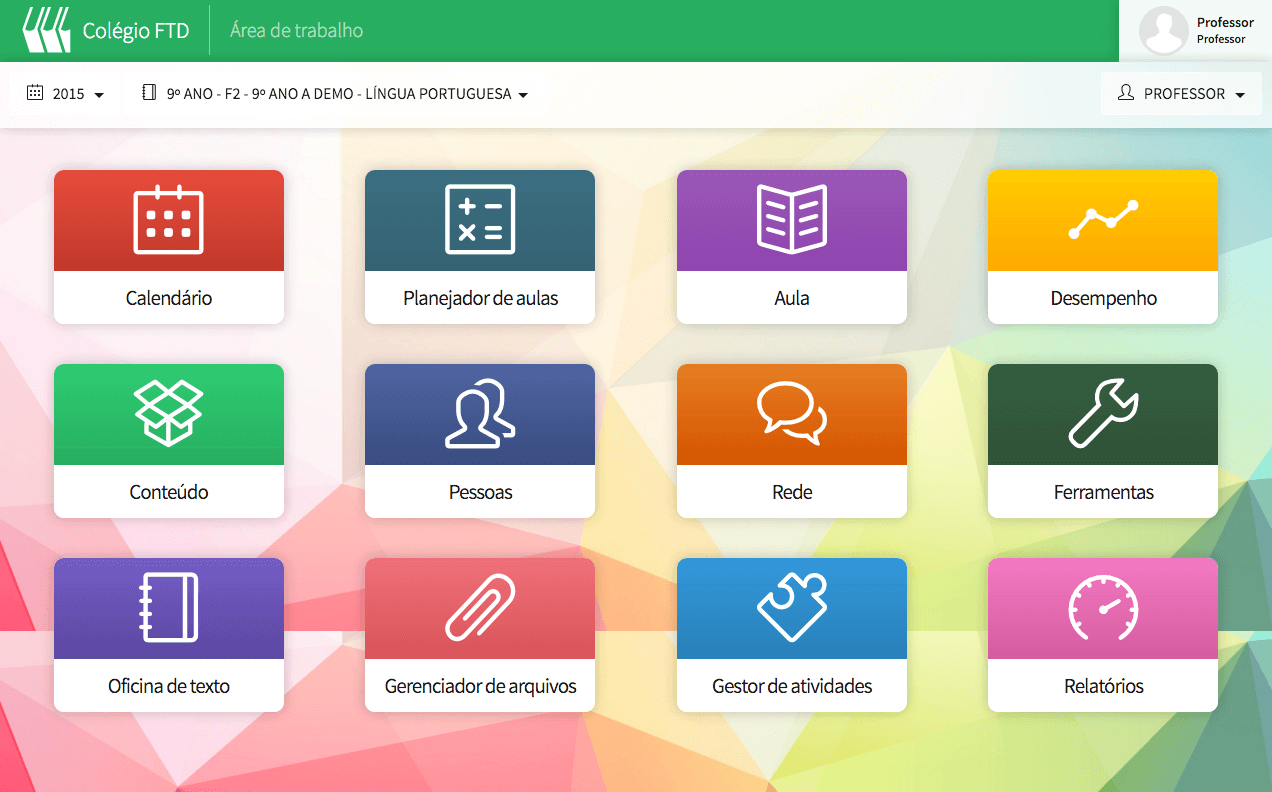 Colégio FTD
Área de trabalho
Professor
Professor
2015
9º ANO - F2 - 9º ANO A DEMO - LÍNGUA PORTUGUESA
PROFESSOR
Calendário
Planejador de aulas
Aula
Desempenho
Conteúdo
Pessoas
Rede
Ferramentas
Oficina de texto
Gerenciador de arquivos
Gestor de atividades
Relatórios